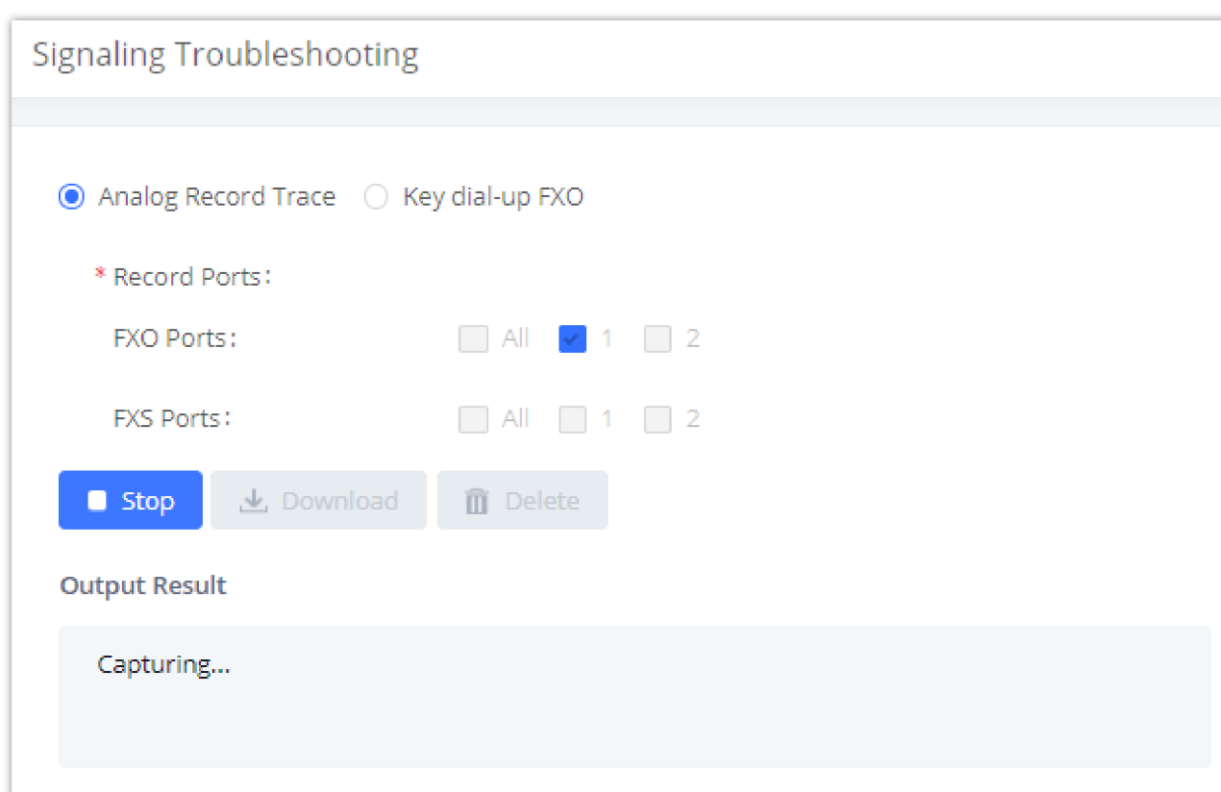 Signaling Troubleshooting
Analog Record Trace Key dial-up FXO
* Record Ports:
FXO Ports: All 1 2
FXS Ports: All 1 2
Stop Download Delete
Output Result
Capturing...